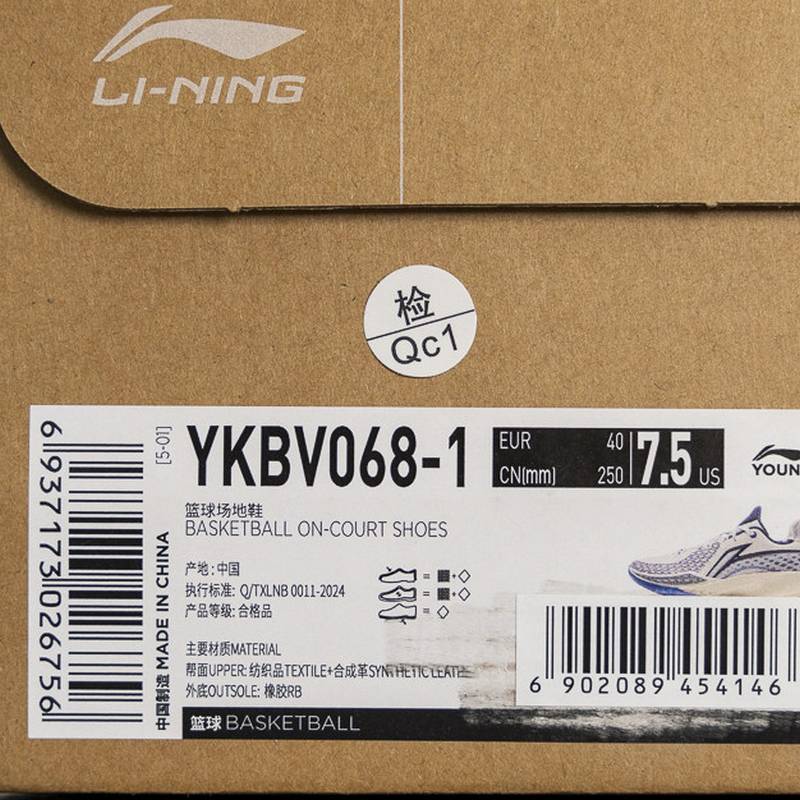 LI-NING
检
Qc1
6 937173 026756
[5-01]
中国制造 MADE IN CHINA
YKBV068-1
EUR 40
CN(mm) 250
7.5 US
YOUN
篮球场地鞋
BASKETBALL ON-COURT SHOES
产地: 中国
执行标准: Q/TXLNB 0011-2024
产品等级: 合格品
主要材质MATERIAL
帮面UPPER: 纺织品TEXTILE+合成革SYNTHETIC LEATH
外底OUTSOLE: 橡胶RB
6 902089 454146
篮球 BASKETBALL